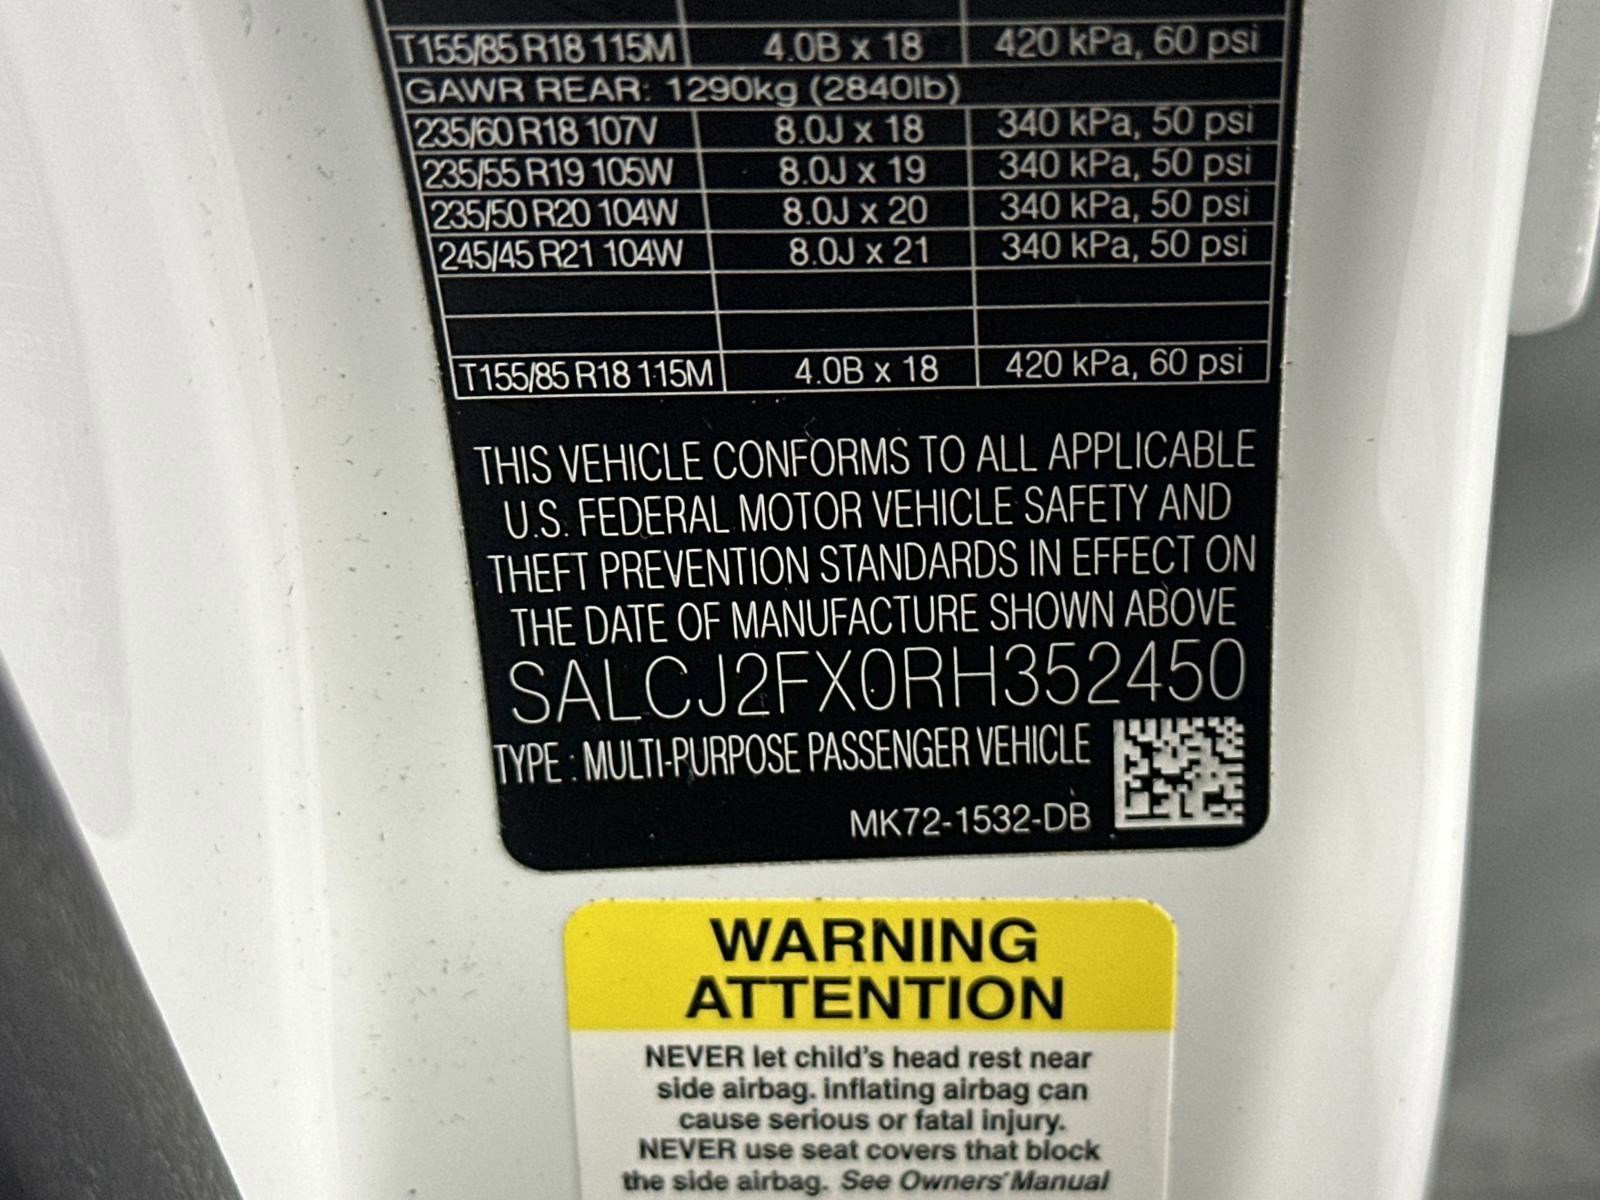 T155/85 R18 115M 4.0B x 18 420 kPa, 60 psi
GAWR REAR: 1290kg (2840lb)
235/60 R18 107V 8.0J x 18 340 kPa, 50 psi
235/55 R19 105W 8.0J x 19 340 kPa, 50 psi
235/50 R20 104W 8.0J x 20 340 kPa, 50 psi
245/45 R21 104W 8.0J x 21 340 kPa, 50 psi
T155/85 R18 115M 4.0B x 18 420 kPa, 60 psi
THIS VEHICLE CONFORMS TO ALL APPLICABLE
U.S. FEDERAL MOTOR VEHICLE SAFETY AND
THEFT PREVENTION STANDARDS IN EFFECT ON
THE DATE OF MANUFACTURE SHOWN ABOVE
SALCJ2FX0RH352450
TYPE : MULTI-PURPOSE PASSENGER VEHICLE
MK72-1532-DB
WARNING
ATTENTION
NEVER let child's head rest near
side airbag. Inflating airbag can
cause serious or fatal injury.
NEVER use seat covers that block
the side airbag. See Owners' Manual